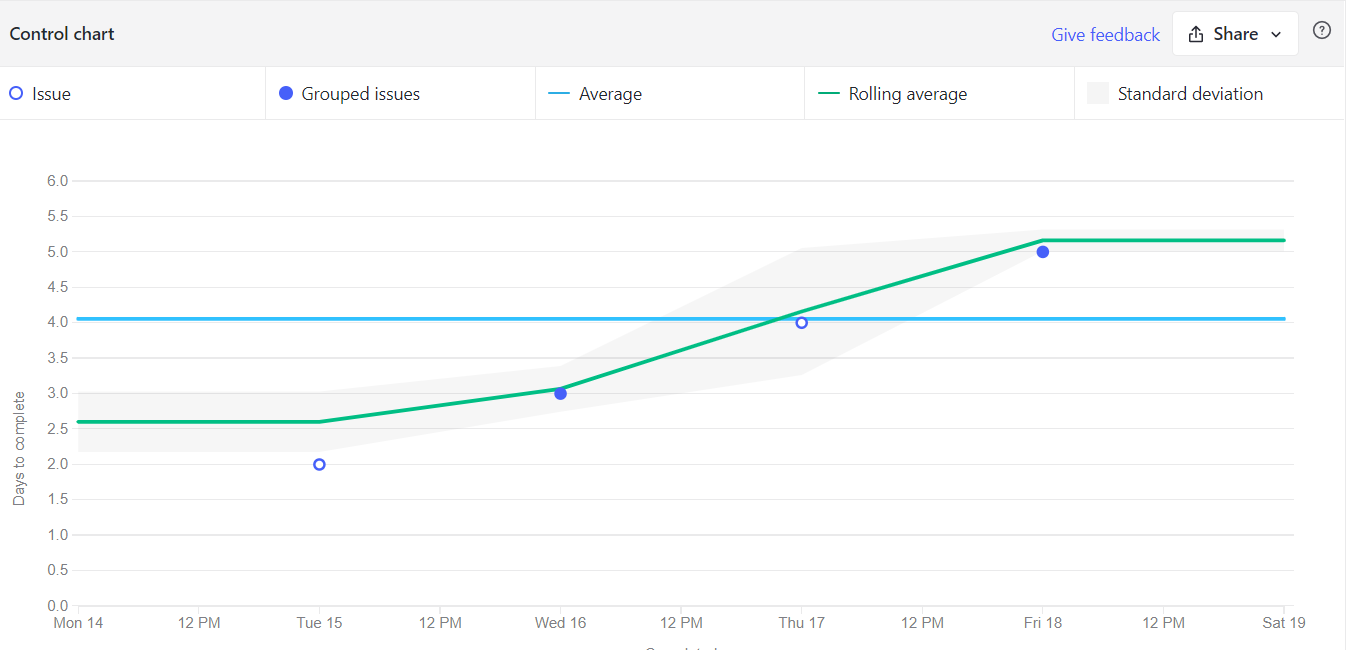 Control chart
Give feedback
Share
Issue
Grouped issues
Average
Rolling average
Standard deviation
6.0
5.5
5.0
4.5
4.0
3.5
3.0
2.5
2.0
1.5
1.0
0.5
0.0
Days to complete
Mon 14 12 PM Tue 15 12 PM Wed 16 12 PM Thu 17 12 PM Fri 18 12 PM Sat 19